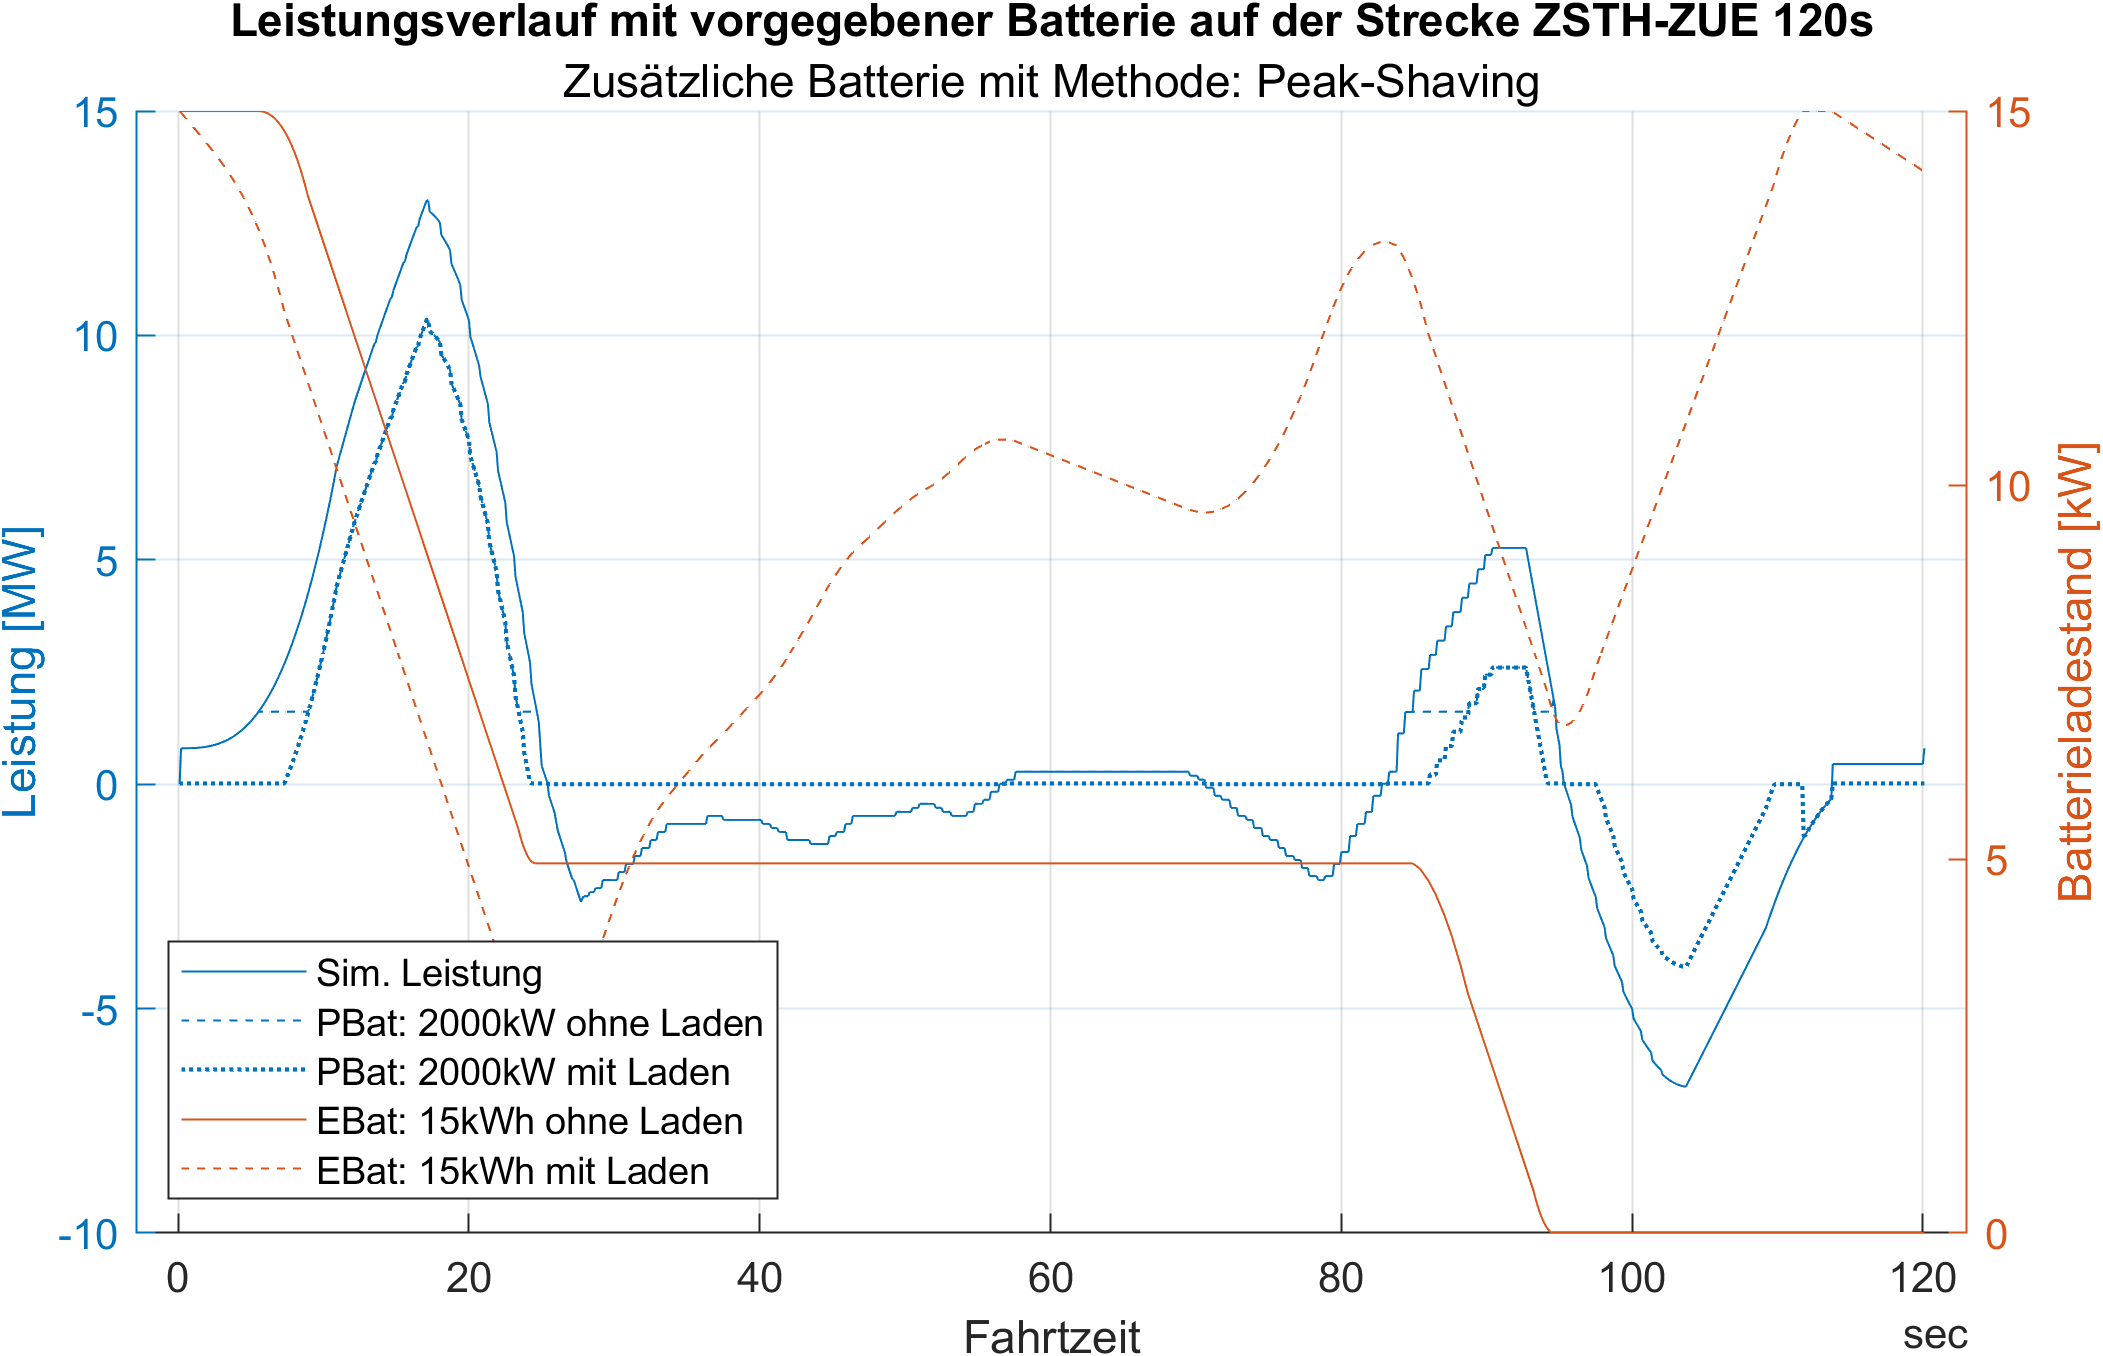 Leistungsverlauf mit vorgegebener Batterie auf der Strecke ZSTH-ZUE 120s
Zusätzliche Batterie mit Methode: Peak-Shaving
15
10
5
0
-5
-10
Leistung [MW]
15
10
5
0
Batterieladestand [kW]
Sim. Leistung
PBat: 2000kW ohne Laden
PBat: 2000kW mit Laden
EBat: 15kWh ohne Laden
EBat: 15kWh mit Laden
0 20 40 60 80 100 120
Fahrtzeit
sec